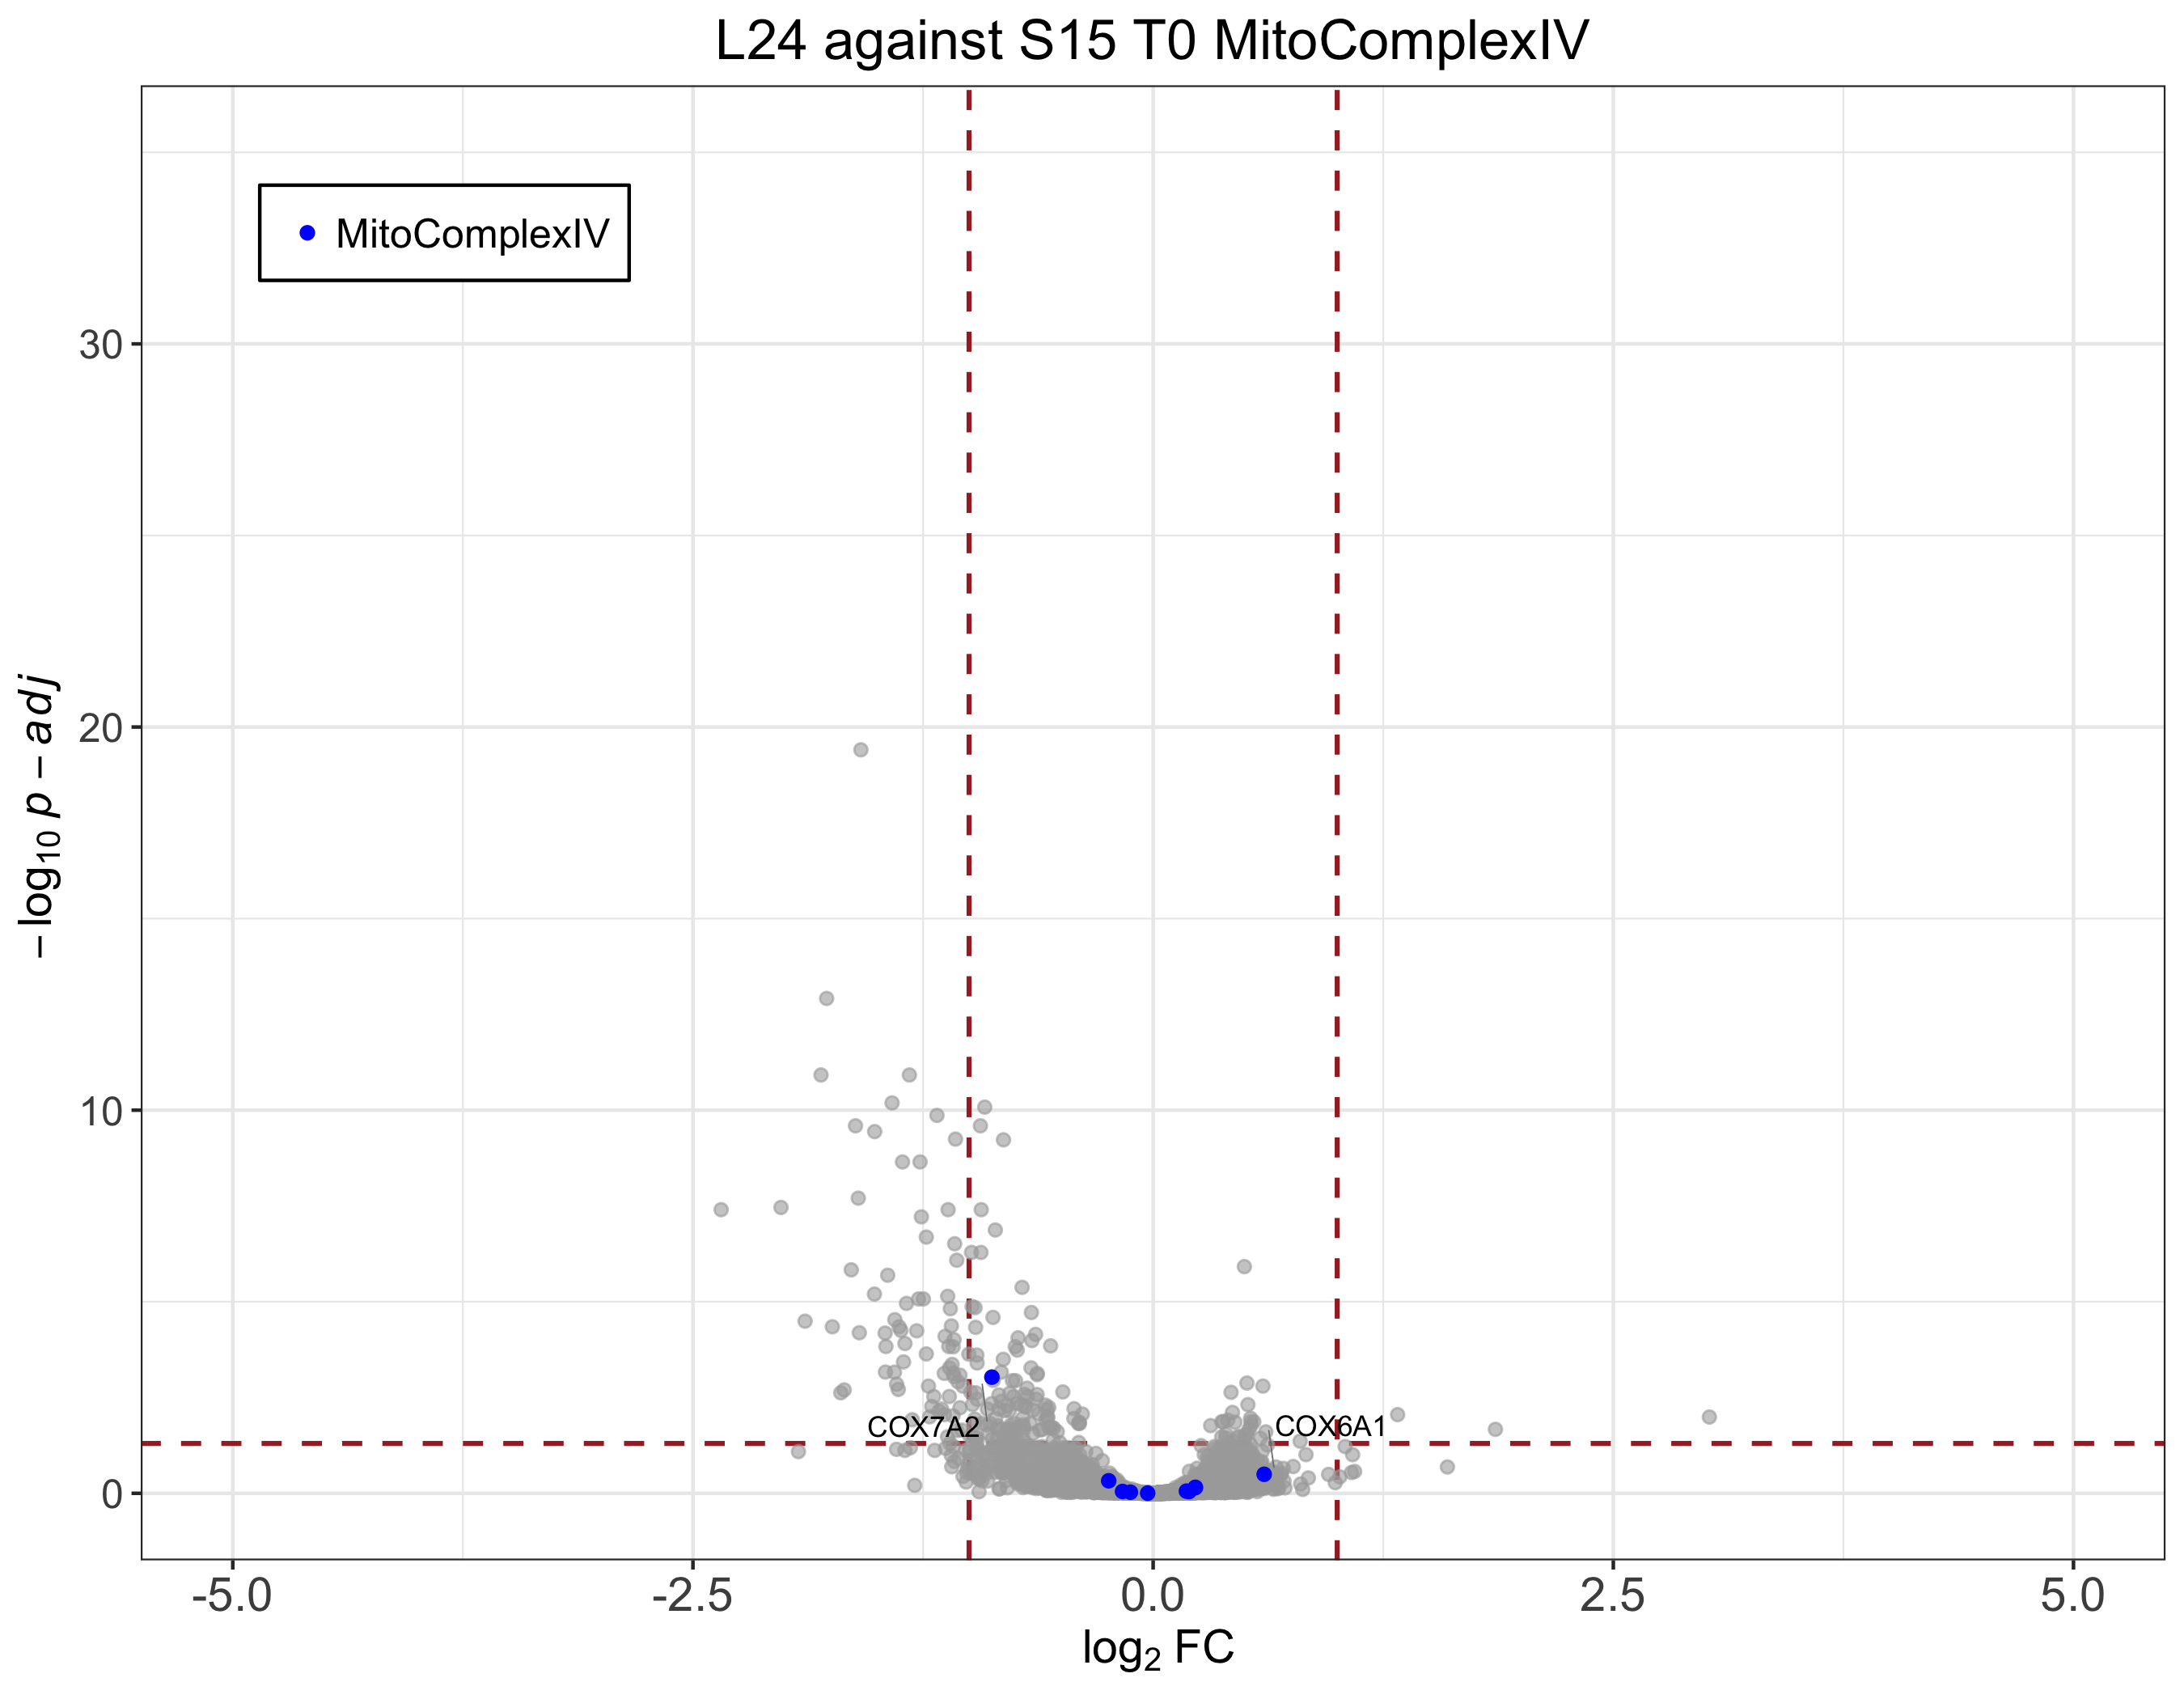 L24 against S15 T0 MitoComplexIV
MitoComplexIV
30
20
10
0
−log10 p − adj
COX7A2
COX6A1
-5.0
-2.5
0.0
2.5
5.0
log2 FC